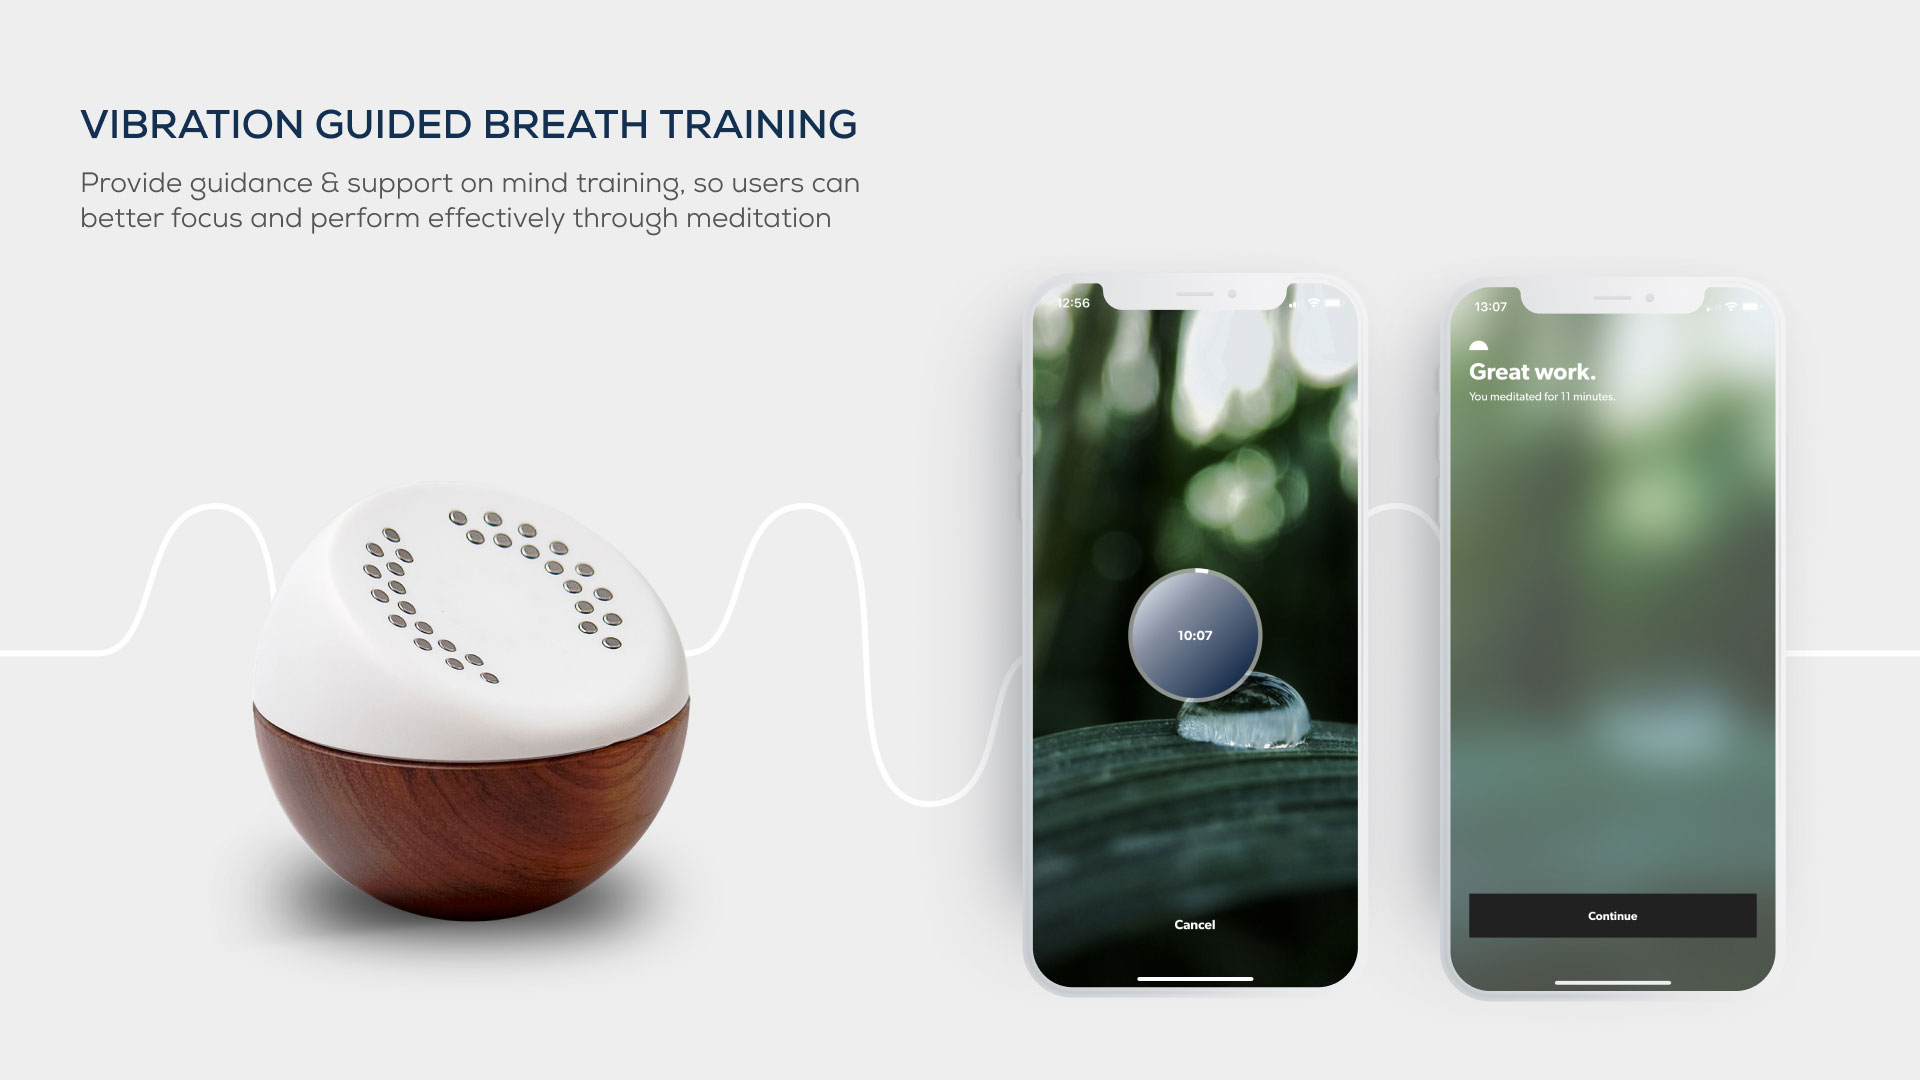 VIBRATION GUIDED BREATH TRAINING
Provide guidance & support on mind training, so users can
better focus and perform effectively through meditation
12:56
10:07
Cancel
13:07
Great work.
You meditated for 11 minutes.
Continue